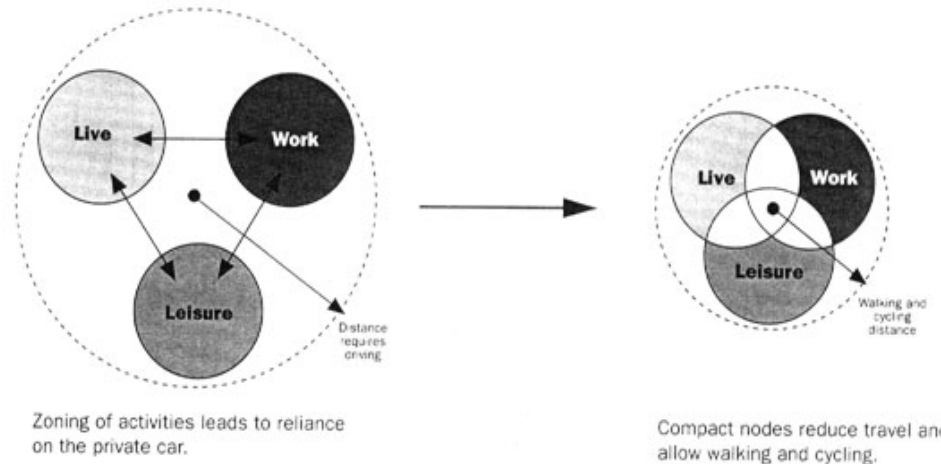 Live
Work
Leisure
Distance
requires
driving
Zoning of activities leads to reliance
on the private car.
Live
Work
Leisure
Walking and
cycling
distance
Compact nodes reduce travel and
allow walking and cycling.